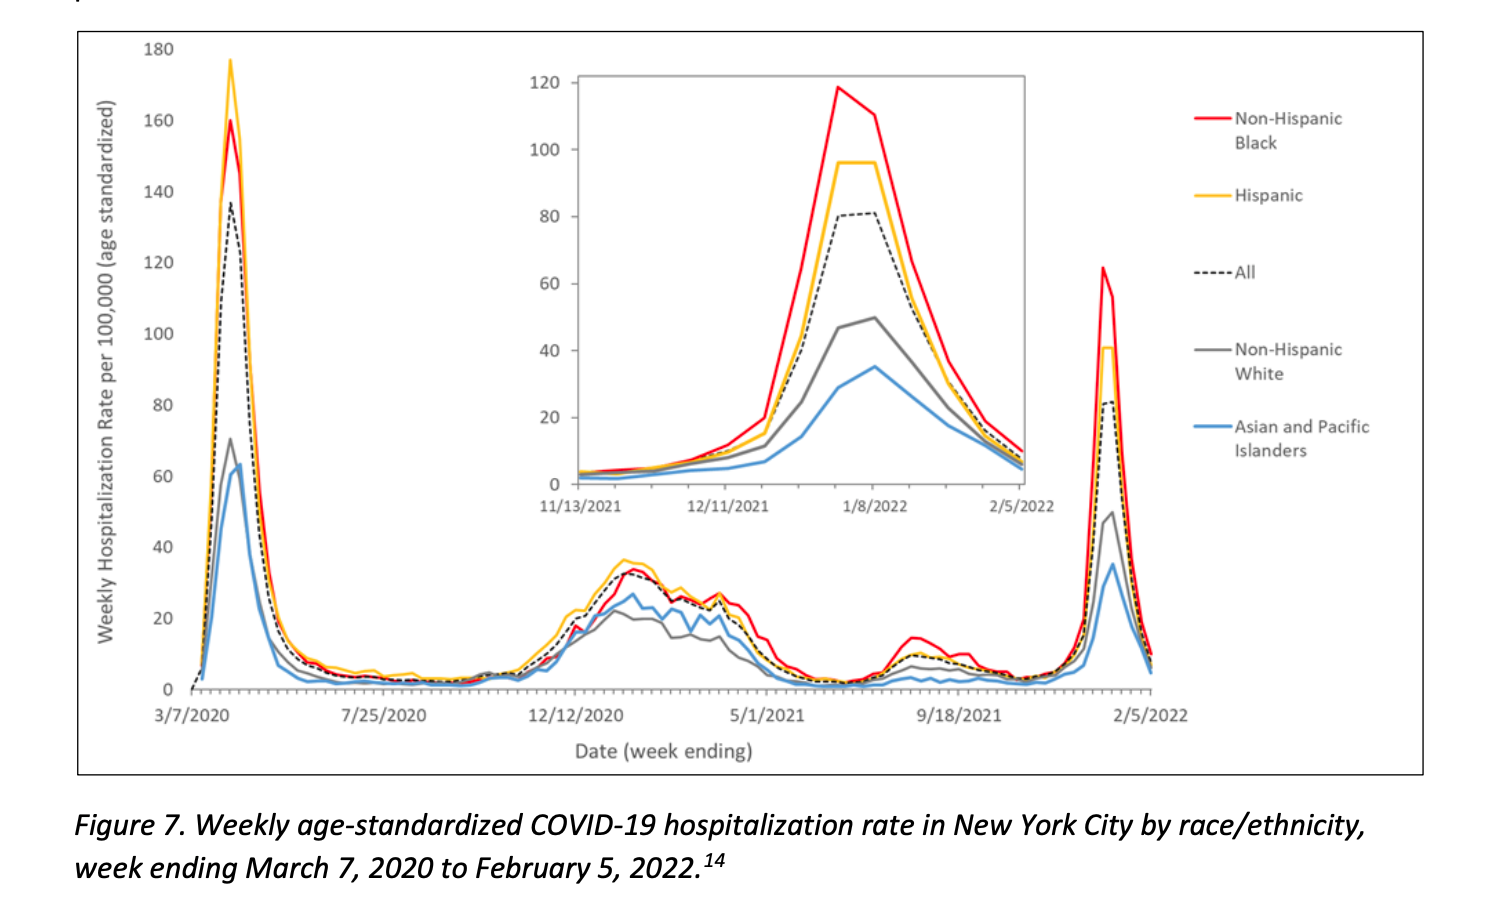 180
160
140
120
100
80
60
40
20
0
Weekly Hospitalization Rate per 100,000 (age standardized)
3/7/2020 7/25/2020 12/12/2020 5/1/2021 9/18/2021 2/5/2022
Date (week ending)
120
100
80
60
40
20
0
11/13/2021 12/11/2021 1/8/2022 2/5/2022
Non-Hispanic
Black
Hispanic
All
Non-Hispanic
White
Asian and Pacific
Islanders
Figure 7. Weekly age-standardized COVID-19 hospitalization rate in New York City by race/ethnicity,
week ending March 7, 2020 to February 5, 2022.14